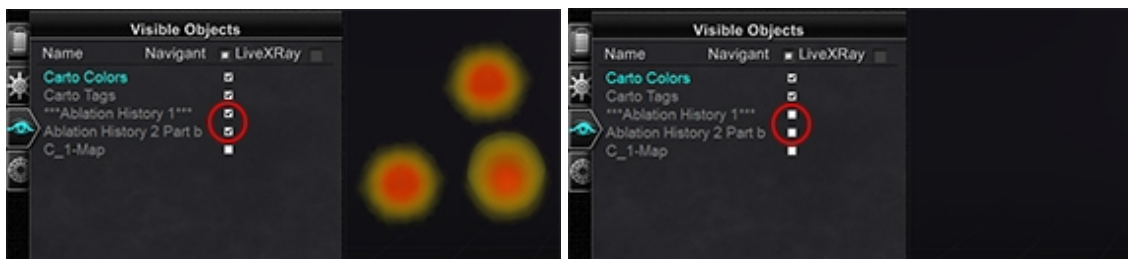 Visible Objects
Name Navigant LiveXRay
Carto Colors
Carto Tags
***Ablation History 1***
Ablation History 2 Part b
C_1-Map
Visible Objects
Name Navigant LiveXRay
Carto Colors
Carto Tags
***Ablation History 1***
Ablation History 2 Part b
C_1-Map